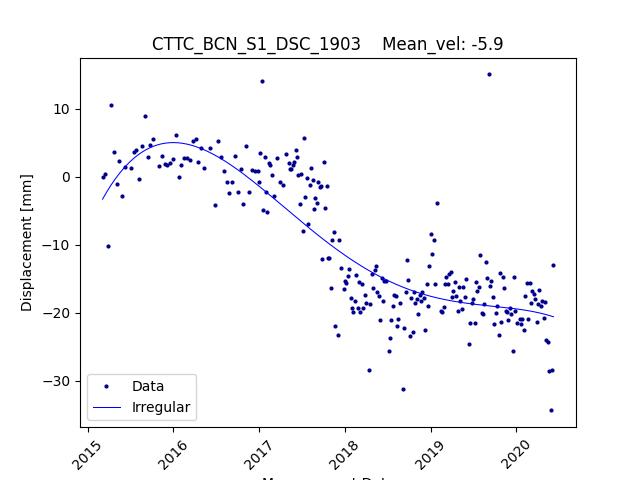 CTTC_BCN_S1_DSC_1903 Mean_vel: -5.9
Displacement [mm]
10
0
−10
−20
−30
Data
Irregular
2015
2016
2017
2018
2019
2020